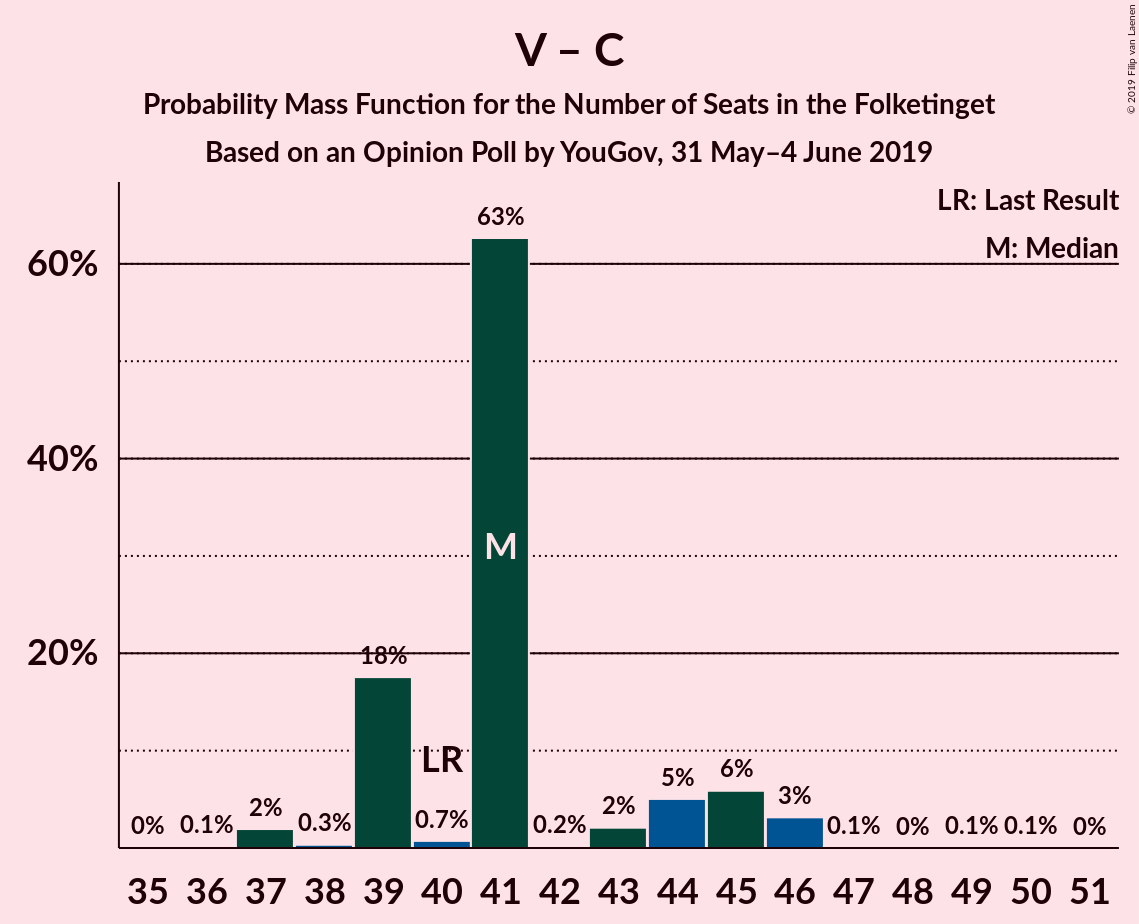 V – C
Probability Mass Function for the Number of Seats in the Folketinget
Based on an Opinion Poll by YouGov, 31 May–4 June 2019
© 2019 Filip van Laenen
LR: Last Result
M: Median
60%
40%
20%
0%
0.1%
2%
0.3%
18%
LR
0.7%
63%
M
0.2%
2%
5%
6%
3%
0.1%
0%
0.1%
0.1%
0%
35 36 37 38 39 40 41 42 43 44 45 46 47 48 49 50 51